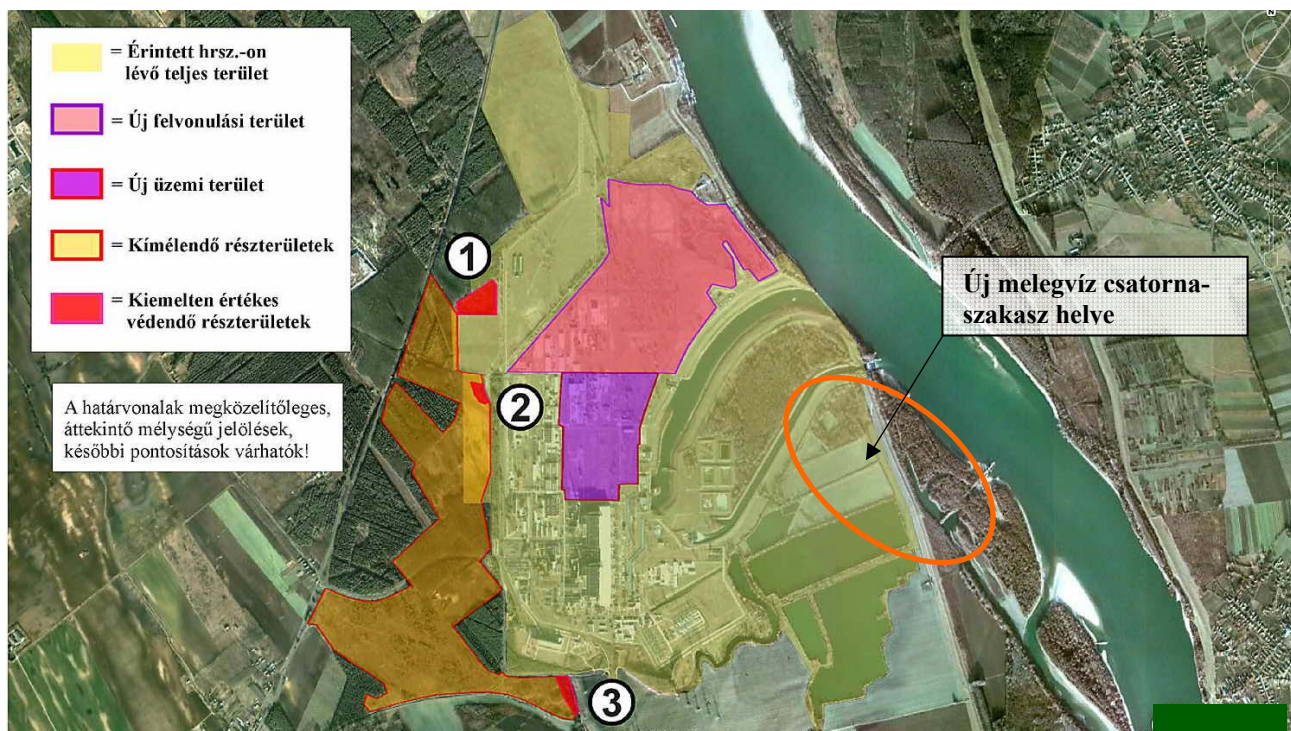 = Érintett hrsz.-on
lévő teljes terület
= Új felvonulási terület
= Új üzemi terület
= Kímélendő részterületek
= Kiemelten értékes
védendő részterületek
A határvonalak megközelítőleges,
áttekintő mélységű jelölések,
későbbi pontosítások várhatók!
1
2
3
Új melegvíz csatorna-
szakasz helye